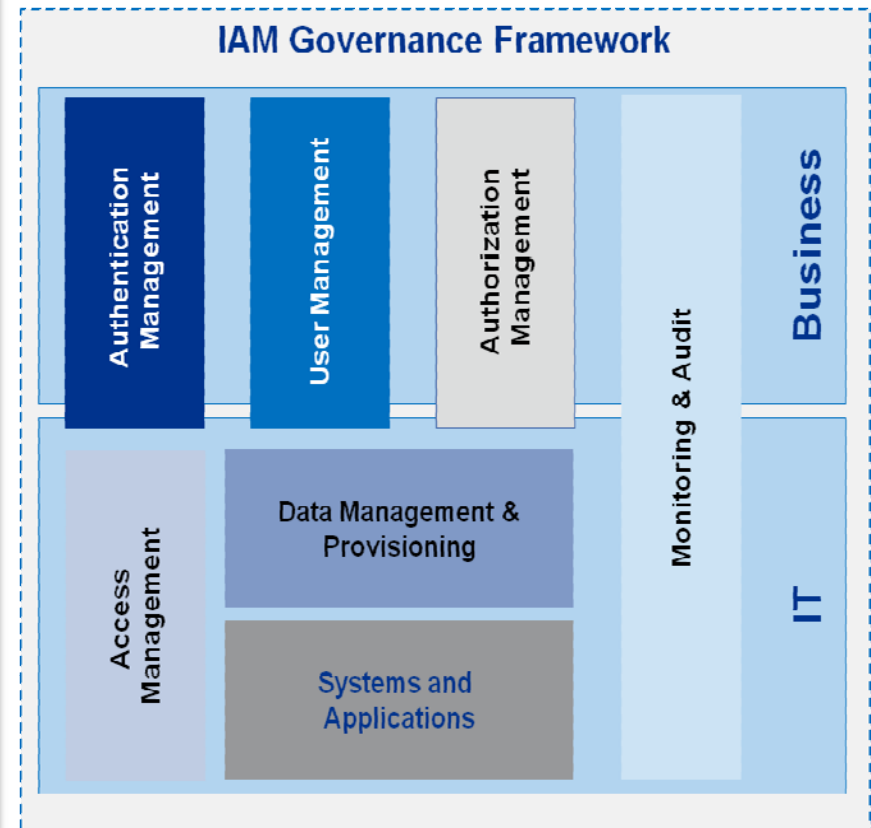 IAM Governance Framework
Authentication
Management
User Management
Authorization
Management
Monitoring & Audit
Business
Access
Management
Data Management &
Provisioning
Systems and
Applications
IT